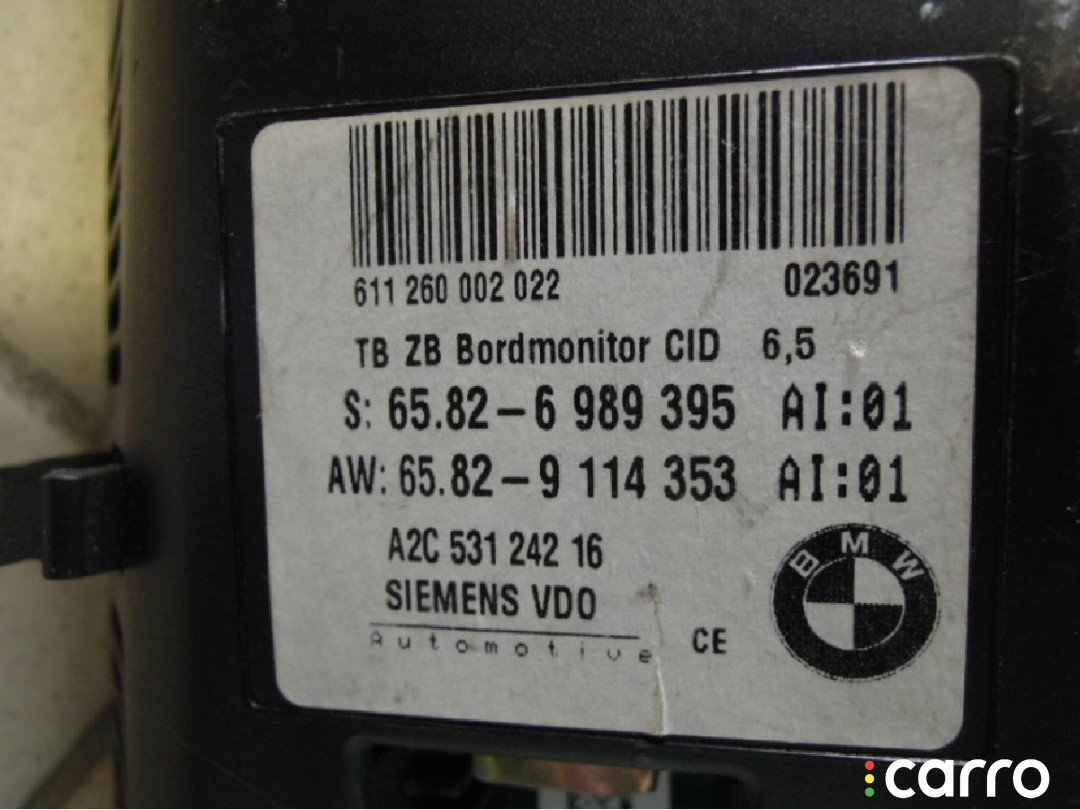 611 260 002 022 023691
TB ZB Bordmonitor CID 6,5
S: 65.82-6 989 395 AI:01
AW: 65.82-9 114 353 AI:01
A2C 531 242 16
SIEMENS VDO
Automotive
CE
BMW
carro